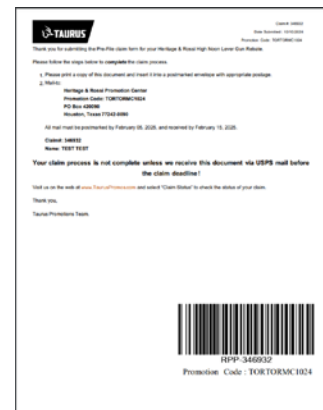 TAURUS
Claim#: 346932
Date Submitted: 10/15/2024
Promotion Code: TORTORMC1024
Thank you for submitting the Pre-File claim form for your Heritage & Rossi High Noon Lever Gun Rebate.
Please follow the steps below to complete the claim process.
1. Please print a copy of this document and insert it into a postmarked envelope with appropriate postage.
2. Mail to:
Heritage & Rossi Promotion Center
Promotion Code: TORTORMC1024
PO Box
Houston, Texas
All mail must be postmarked by February 08, 2025, and received by February 15, 2025.
Claim#: 346932
Name: TEST TEST
Your claim process is not complete unless we receive this document via USPS mail before
the claim deadline!
Visit us on the web at www.TaurusPromos.com and select "Claim Status" to check the status of your claim.
Thank you,
Taurus Promotions Team.
RPP-346932
Promotion Code : TORTORMC1024